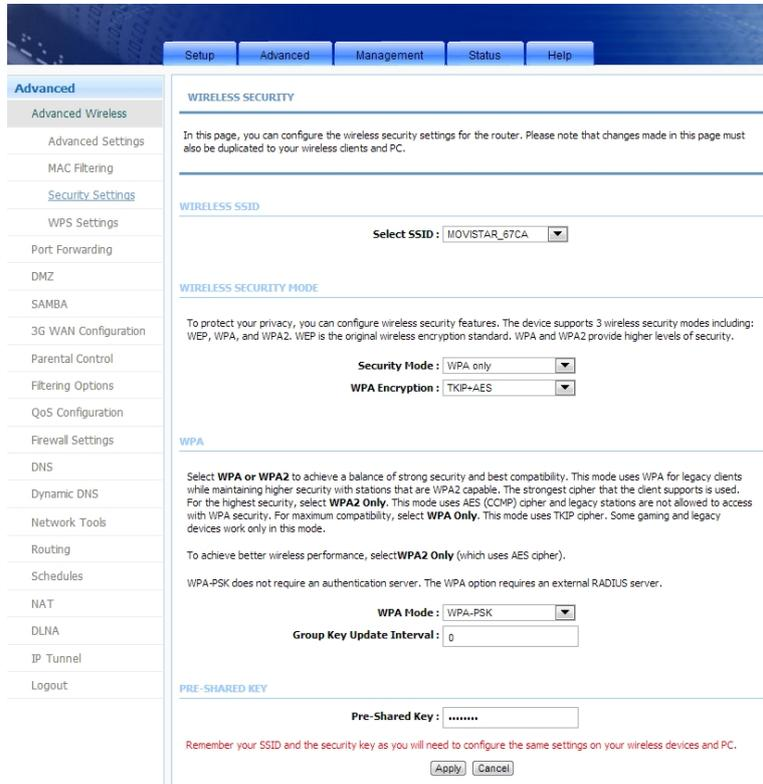 Setup
Advanced
Management
Status
Help
Advanced
Advanced Wireless
Advanced Settings
MAC Filtering
Security Settings
WPS Settings
Port Forwarding
DMZ
SAMBA
3G WAN Configuration
Parental Control
Filtering Options
QoS Configuration
Firewall Settings
DNS
Dynamic DNS
Network Tools
Routing
Schedules
NAT
DLNA
IP Tunnel
Logout
WIRELESS SECURITY
In this page, you can configure the wireless security settings for the router. Please note that changes made in this page must
also be duplicated to your wireless clients and PC.
WIRELESS SSID
Select SSID : MOVISTAR_67CA
WIRELESS SECURITY MODE
To protect your privacy, you can configure wireless security features. The device supports 3 wireless security modes including:
WEP, WPA, and WPA2. WEP is the original wireless encryption standard. WPA and WPA2 provide higher levels of security.
Security Mode : WPA only
WPA Encryption : TKIP+AES
WPA
Select WPA or WPA2 to achieve a balance of strong security and best compatibility. This mode uses WPA for legacy clients
while maintaining higher security with stations that are WPA2 capable. The strongest cipher that the client supports is used.
For the highest security, select WPA2 Only. This mode uses AES (CCMP) cipher and legacy stations are not allowed to access
with WPA security. For maximum compatibility, select WPA Only. This mode uses TKIP cipher. Some gaming and legacy
devices work only in this mode.
To achieve better wireless performance, selectWPA2 Only (which uses AES cipher).
WPA-PSK does not require an authentication server. The WPA option requires an external RADIUS server.
WPA Mode : WPA-PSK
Group Key Update Interval : 0
PRE-SHARED KEY
Pre-Shared Key : ••••••••
Remember your SSID and the security key as you will need to configure the same settings on your wireless devices and PC.
Apply Cancel